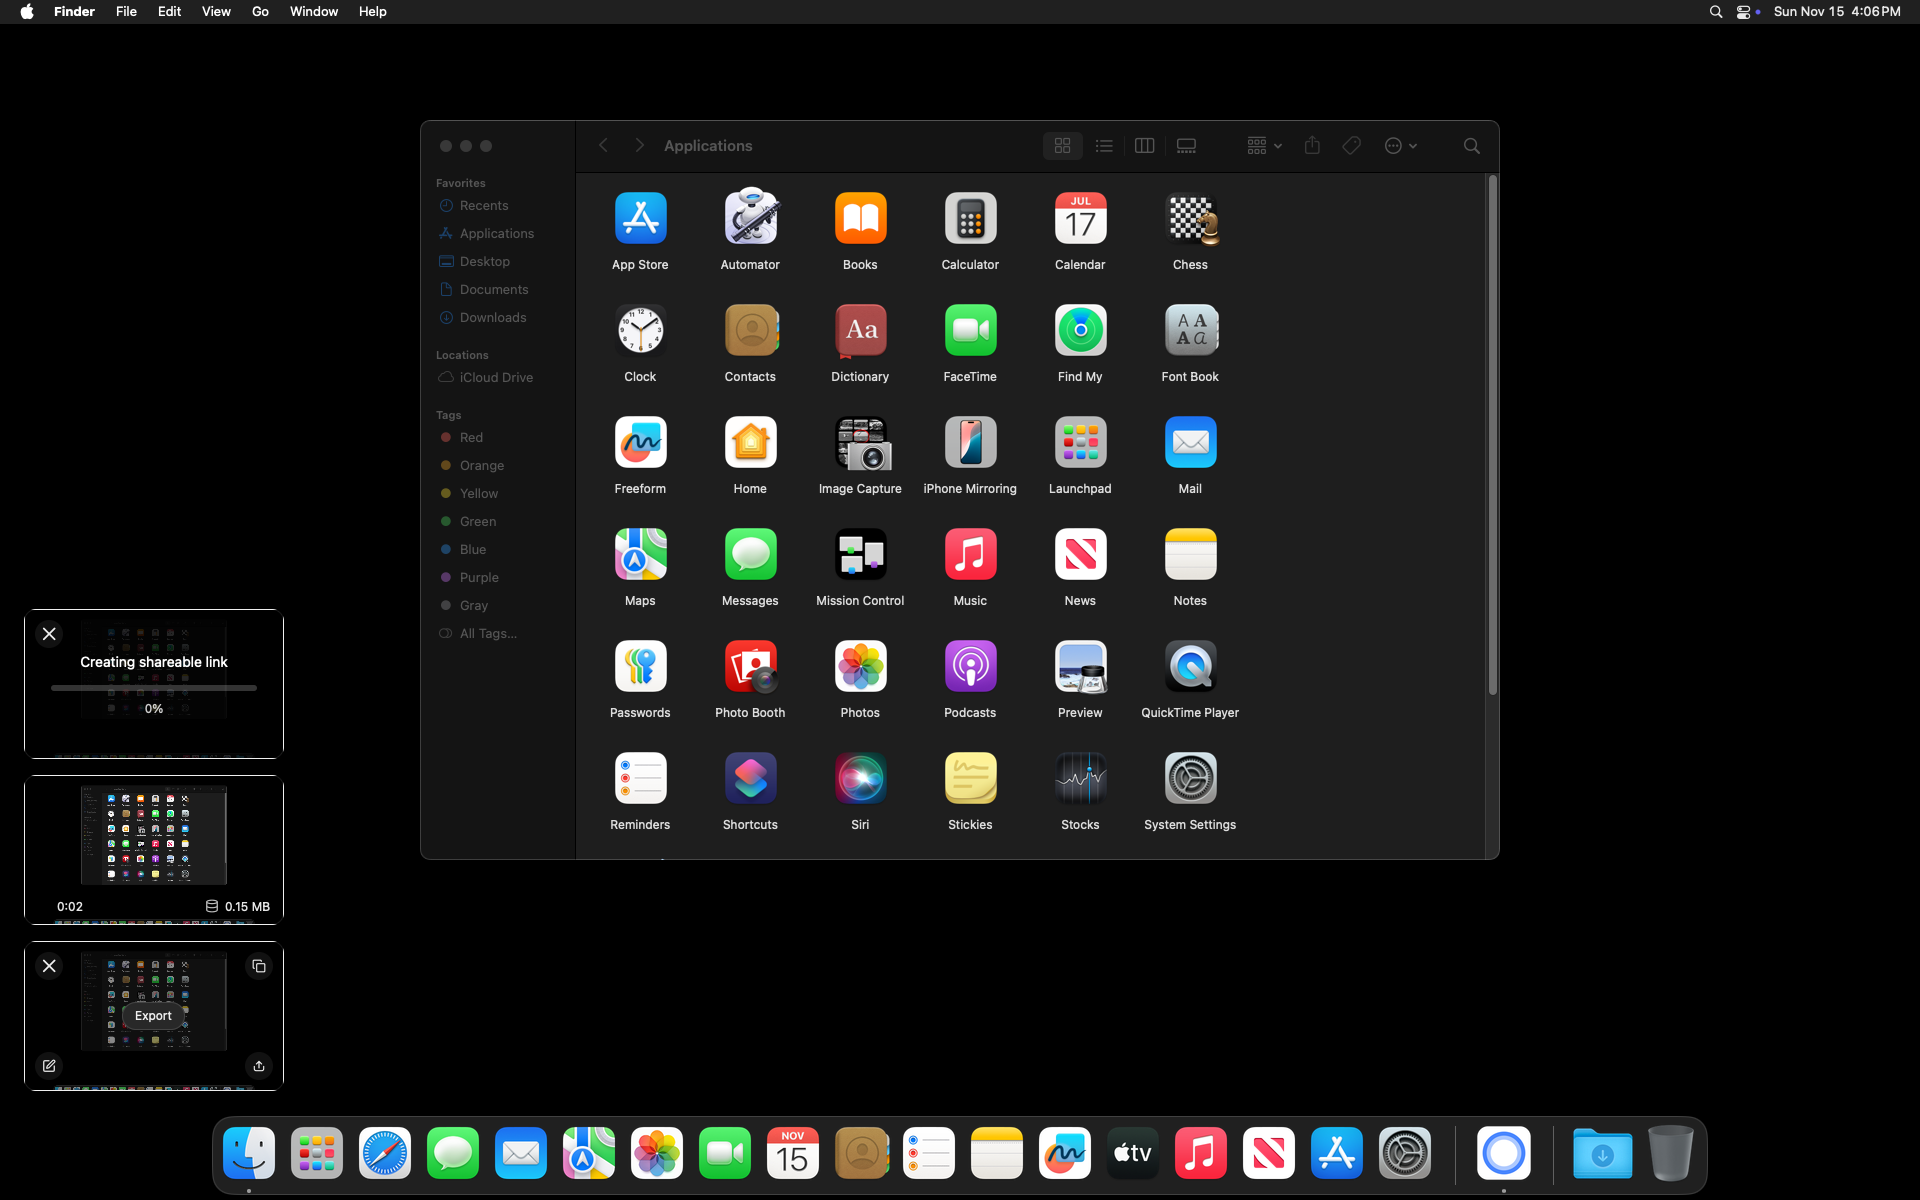 Finder File Edit View Go Window Help
Sun Nov 15 4:06 PM
Applications
Favorites
Recents
Applications
Desktop
Documents
Downloads
Locations
iCloud Drive
Tags
Red
Orange
Yellow
Green
Blue
Purple
Gray
All Tags...
JUL
17
App Store Automator Books Calculator Calendar Chess
Aa
A A
A a
Clock Contacts Dictionary FaceTime Find My Font Book
Freeform Home Image Capture iPhone Mirroring Launchpad Mail
Maps Messages Mission Control Music News Notes
Passwords Photo Booth Photos Podcasts Preview QuickTime Player
Reminders Shortcuts Siri Stickies Stocks System Settings
Creating shareable link
0%
0:02 0.15 MB
Export
NOV
15
tv